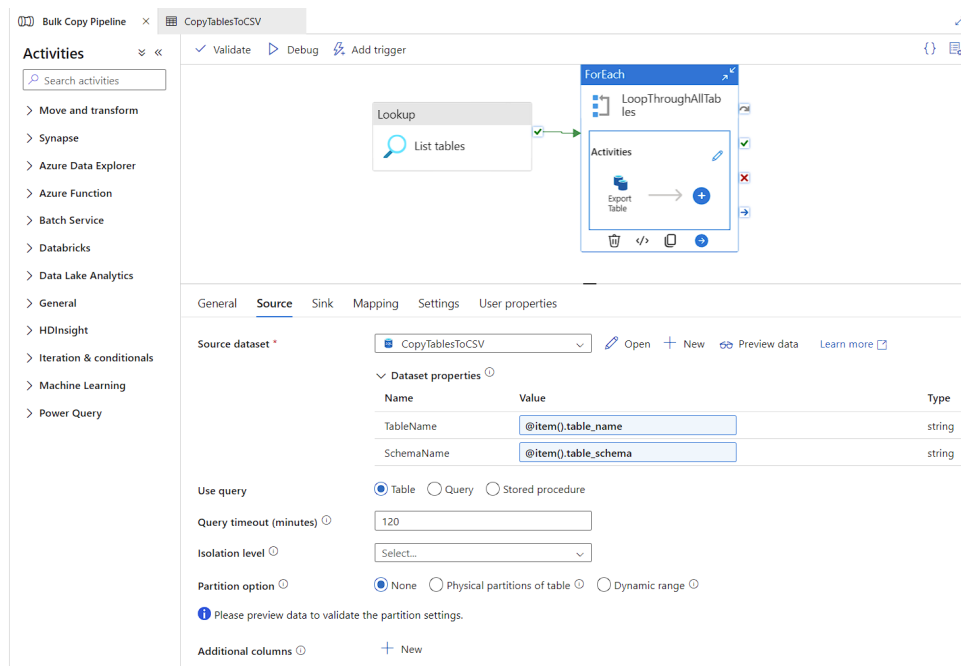 Bulk Copy Pipeline
CopyTablesToCSV
Activities
Search activities
Move and transform
Synapse
Azure Data Explorer
Azure Function
Batch Service
Databricks
Data Lake Analytics
General
HDInsight
Iteration & conditionals
Machine Learning
Power Query
Validate Debug Add trigger
Lookup
List tables
ForEach
LoopThroughAllTab
les
Activities
Export
Table
General Source Sink Mapping Settings User properties
Source dataset *
CopyTablesToCSV
Open New Preview data Learn more
Dataset properties
Name Value Type
TableName @item().table_name string
SchemaName @item().table_schema string
Use query Table Query Stored procedure
Query timeout (minutes) 120
Isolation level Select...
Partition option None Physical partitions of table Dynamic range
Please preview data to validate the partition settings.
Additional columns New